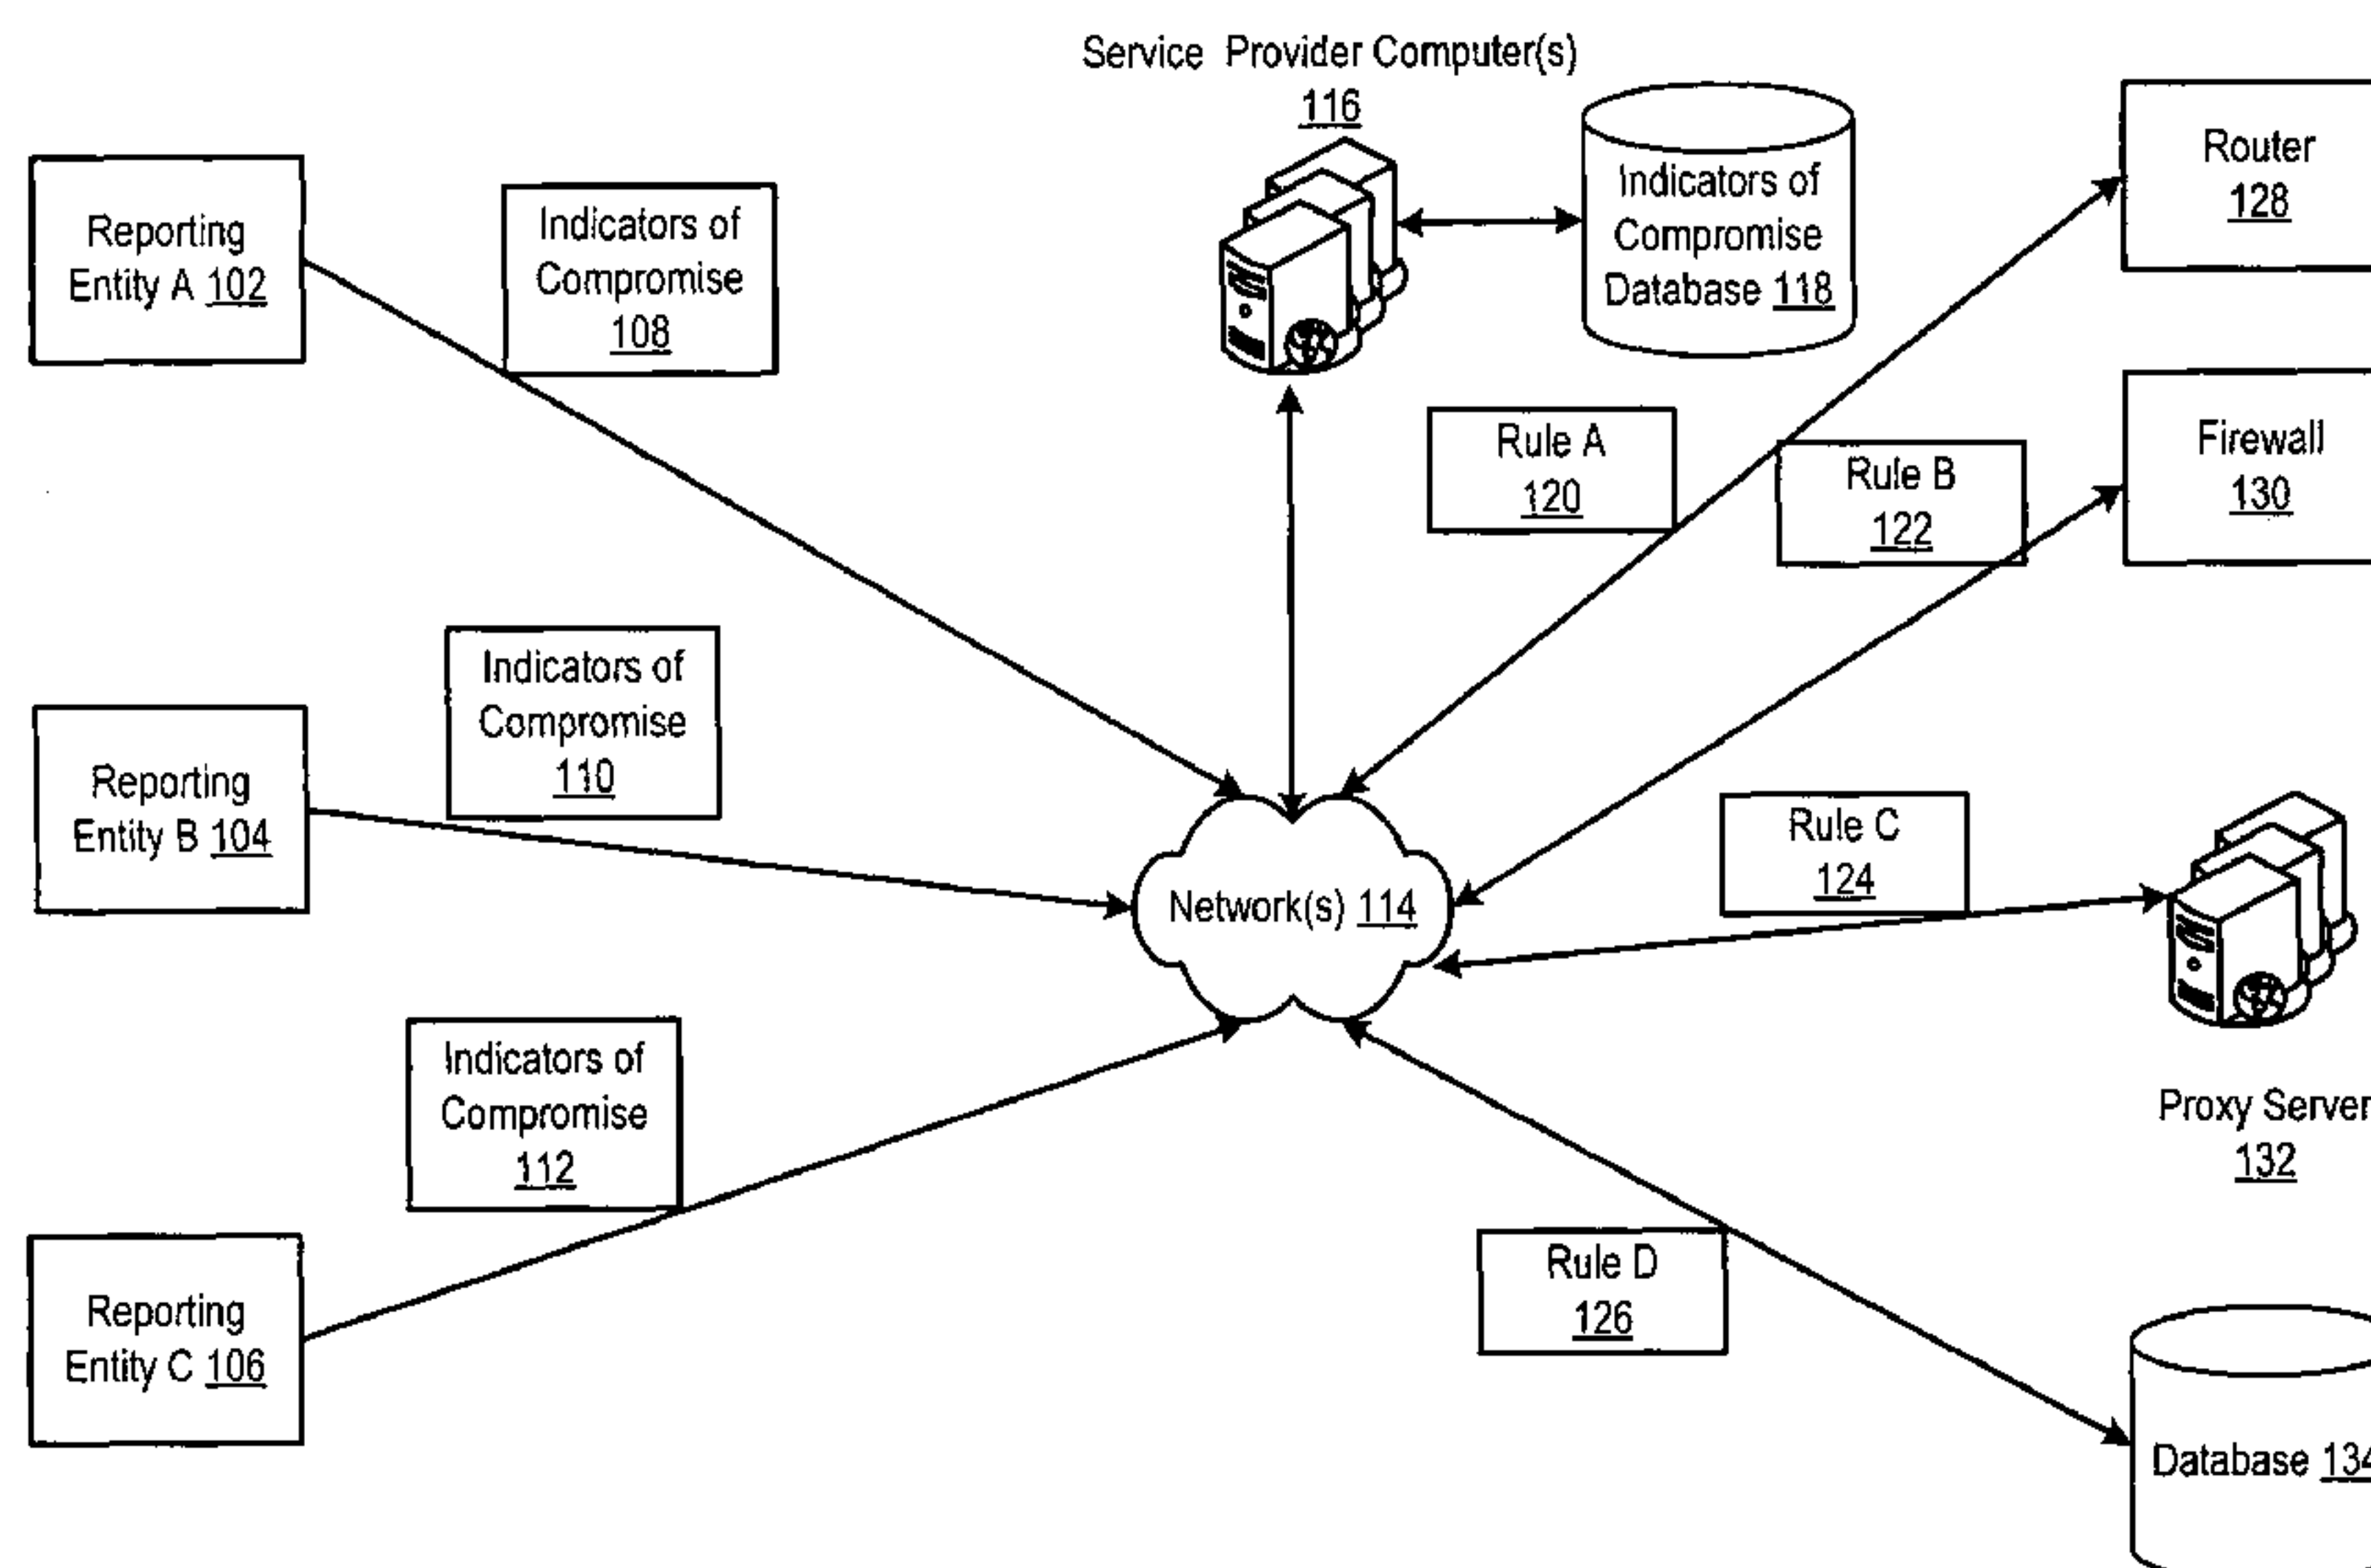 Service Provider Computer(s)
116
Indicators of
Compromise
Database 118
Router
128
Reporting
Entity A 102
Indicators of
Compromise
108
Rule A
120
Rule B
122
Firewall
130
Indicators of
Compromise
110
Reporting
Entity B 104
Network(s) 114
Rule C
124
Proxy Server
132
Indicators of
Compromise
112
Reporting
Entity C 106
Rule D
126
Database 134